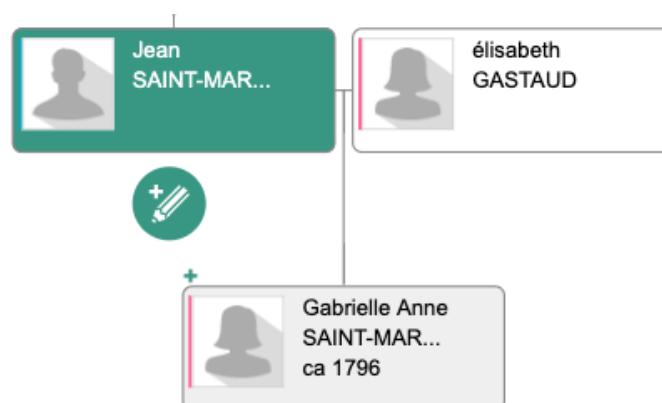 Jean
SAINT-MAR...
élisabeth
GASTAUD
Gabrielle Anne
SAINT-MAR...
ca 1796